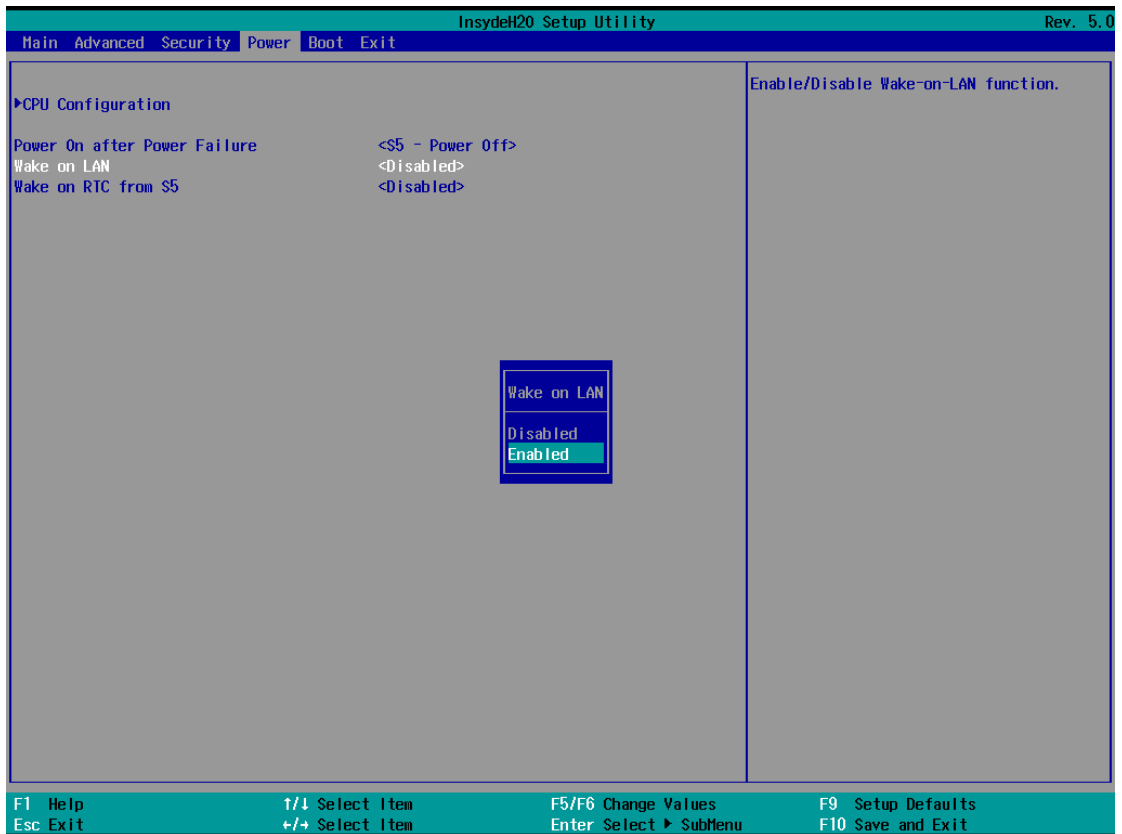 InsydeH20 Setup Utility Rev. 5.0
Main Advanced Security Power Boot Exit
▶CPU Configuration
Power On after Power Failure <S5 - Power Off>
Wake on LAN <Disabled>
Wake on RTC from S5 <Disabled>
Enable/Disable Wake-on-LAN function.
Wake on LAN
Disabled
Enabled
F1 Help ↑/↓ Select Item F5/F6 Change Values F9 Setup Defaults
Esc Exit ←/→ Select Item Enter Select ▶ SubMenu F10 Save and Exit